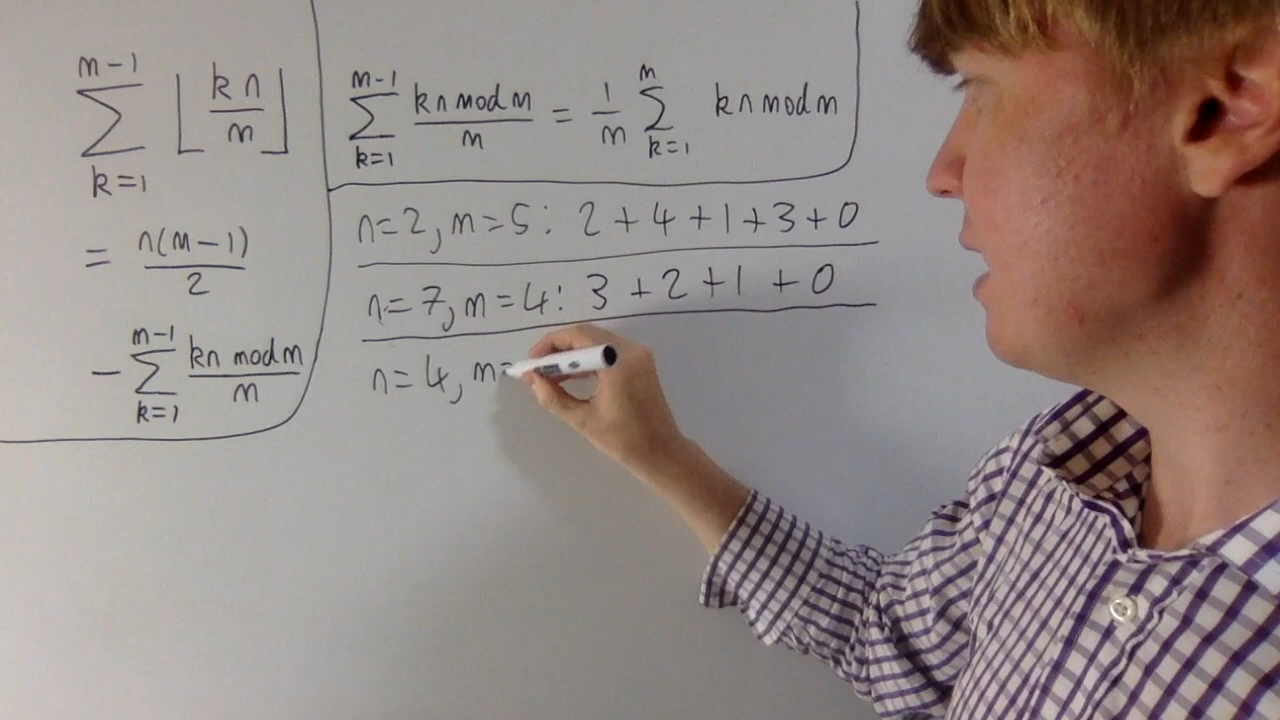 m-1
∑ ⌊kn/m⌋
k=1
= n(m-1)/2
m-1
- ∑ kn mod m/m
k=1
m-1 m
∑ kn mod m/m = 1/m ∑ kn mod m
k=1 k=1
n=2, m=5: 2+4+1+3+0
n=7, m=4: 3+2+1+0
n=4, m=